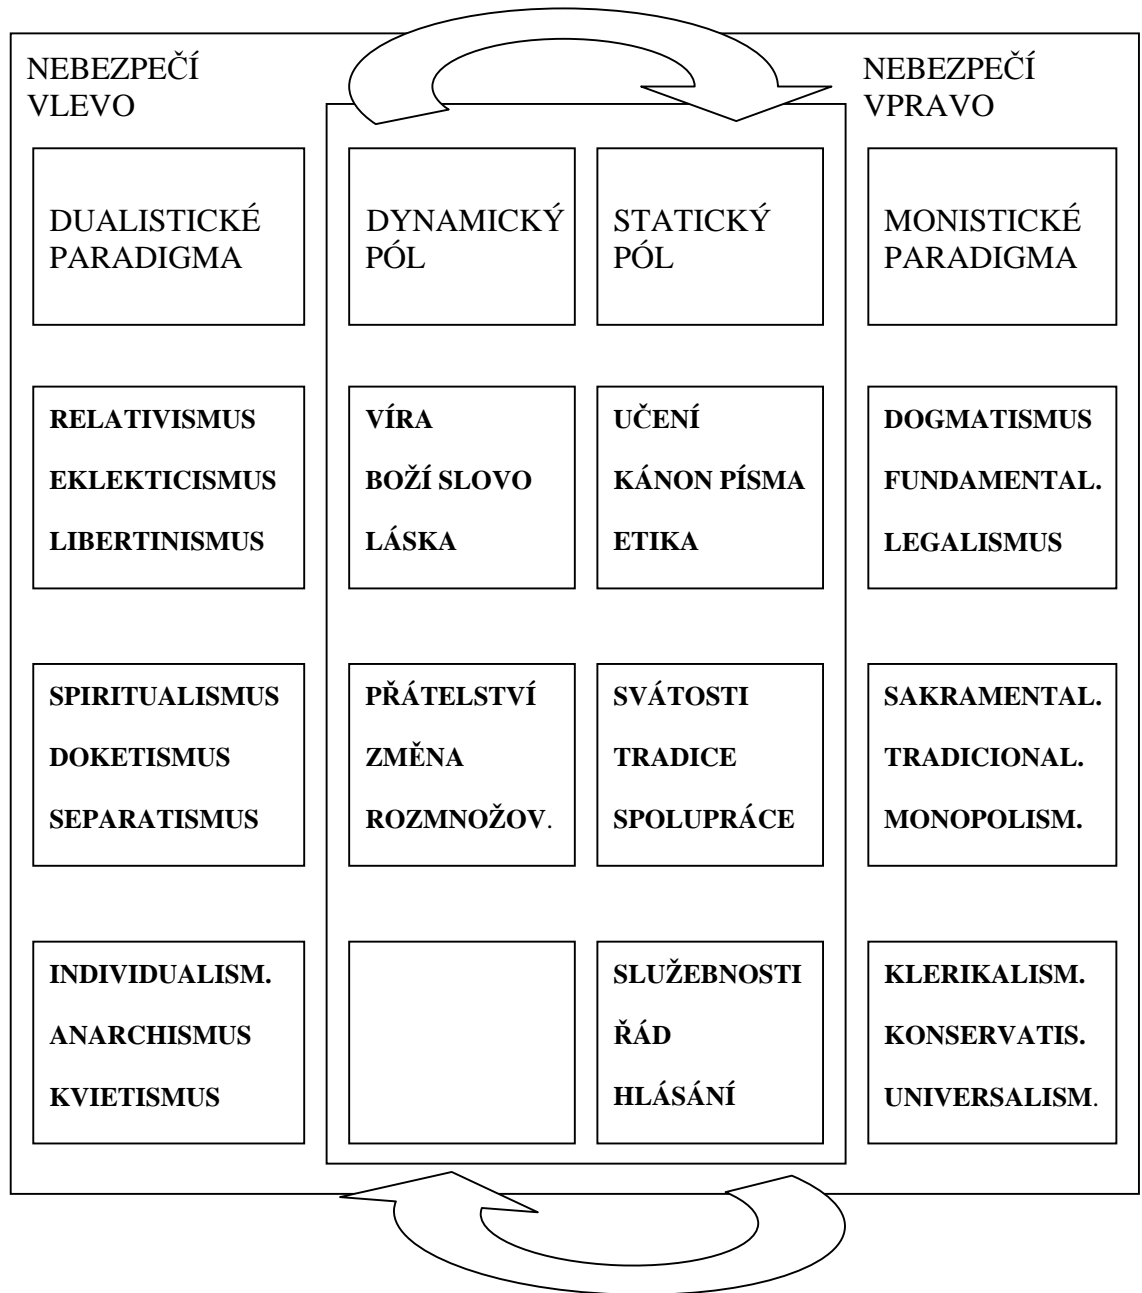 NEBEZPEČÍ
VLEVO
NEBEZPEČÍ
VPRAVO
DUALISTICKÉ
PARADIGMA
DYNAMICKÝ
PÓL
STATICKÝ
PÓL
MONISTICKÉ
PARADIGMA
RELATIVISMUS
EKLEKTICISMUS
LIBERTINISMUS
VÍRA
BOŽÍ SLOVO
LÁSKA
UČENÍ
KÁNON PÍSMA
ETIKA
DOGMATISMUS
FUNDAMENTAL.
LEGALISMUS
SPIRITUALISMUS
DOKETISMUS
SEPARATISMUS
PŘÁTELSTVÍ
ZMĚNA
ROZMNOŽOV.
SVÁTOSTI
TRADICE
SPOLUPRÁCE
SAKRAMENTAL.
TRADICIONAL.
MONOPOLISM.
INDIVIDUALISM.
ANARCHISMUS
KVIETISMUS
SLUŽEBNOSTI
ŘÁD
HLÁSÁNÍ
KLERIKALISM.
KONSERVATIS.
UNIVERSALISM.